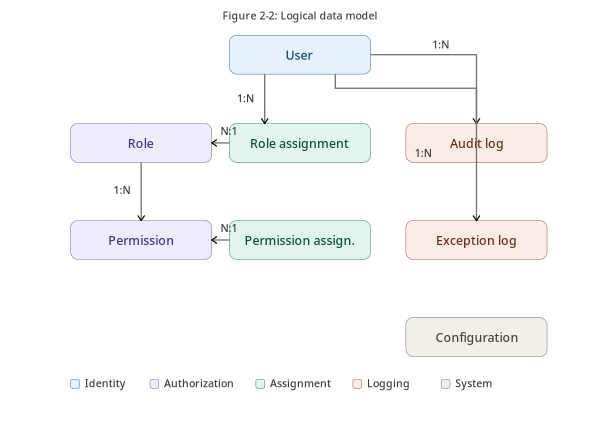 Figure 2-2: Logical data model
User
1:N
1:N
Role
N:1
Role assignment
Audit log
1:N
1:N
Permission
N:1
Permission assign.
Exception log
Configuration
Identity
Authorization
Assignment
Logging
System